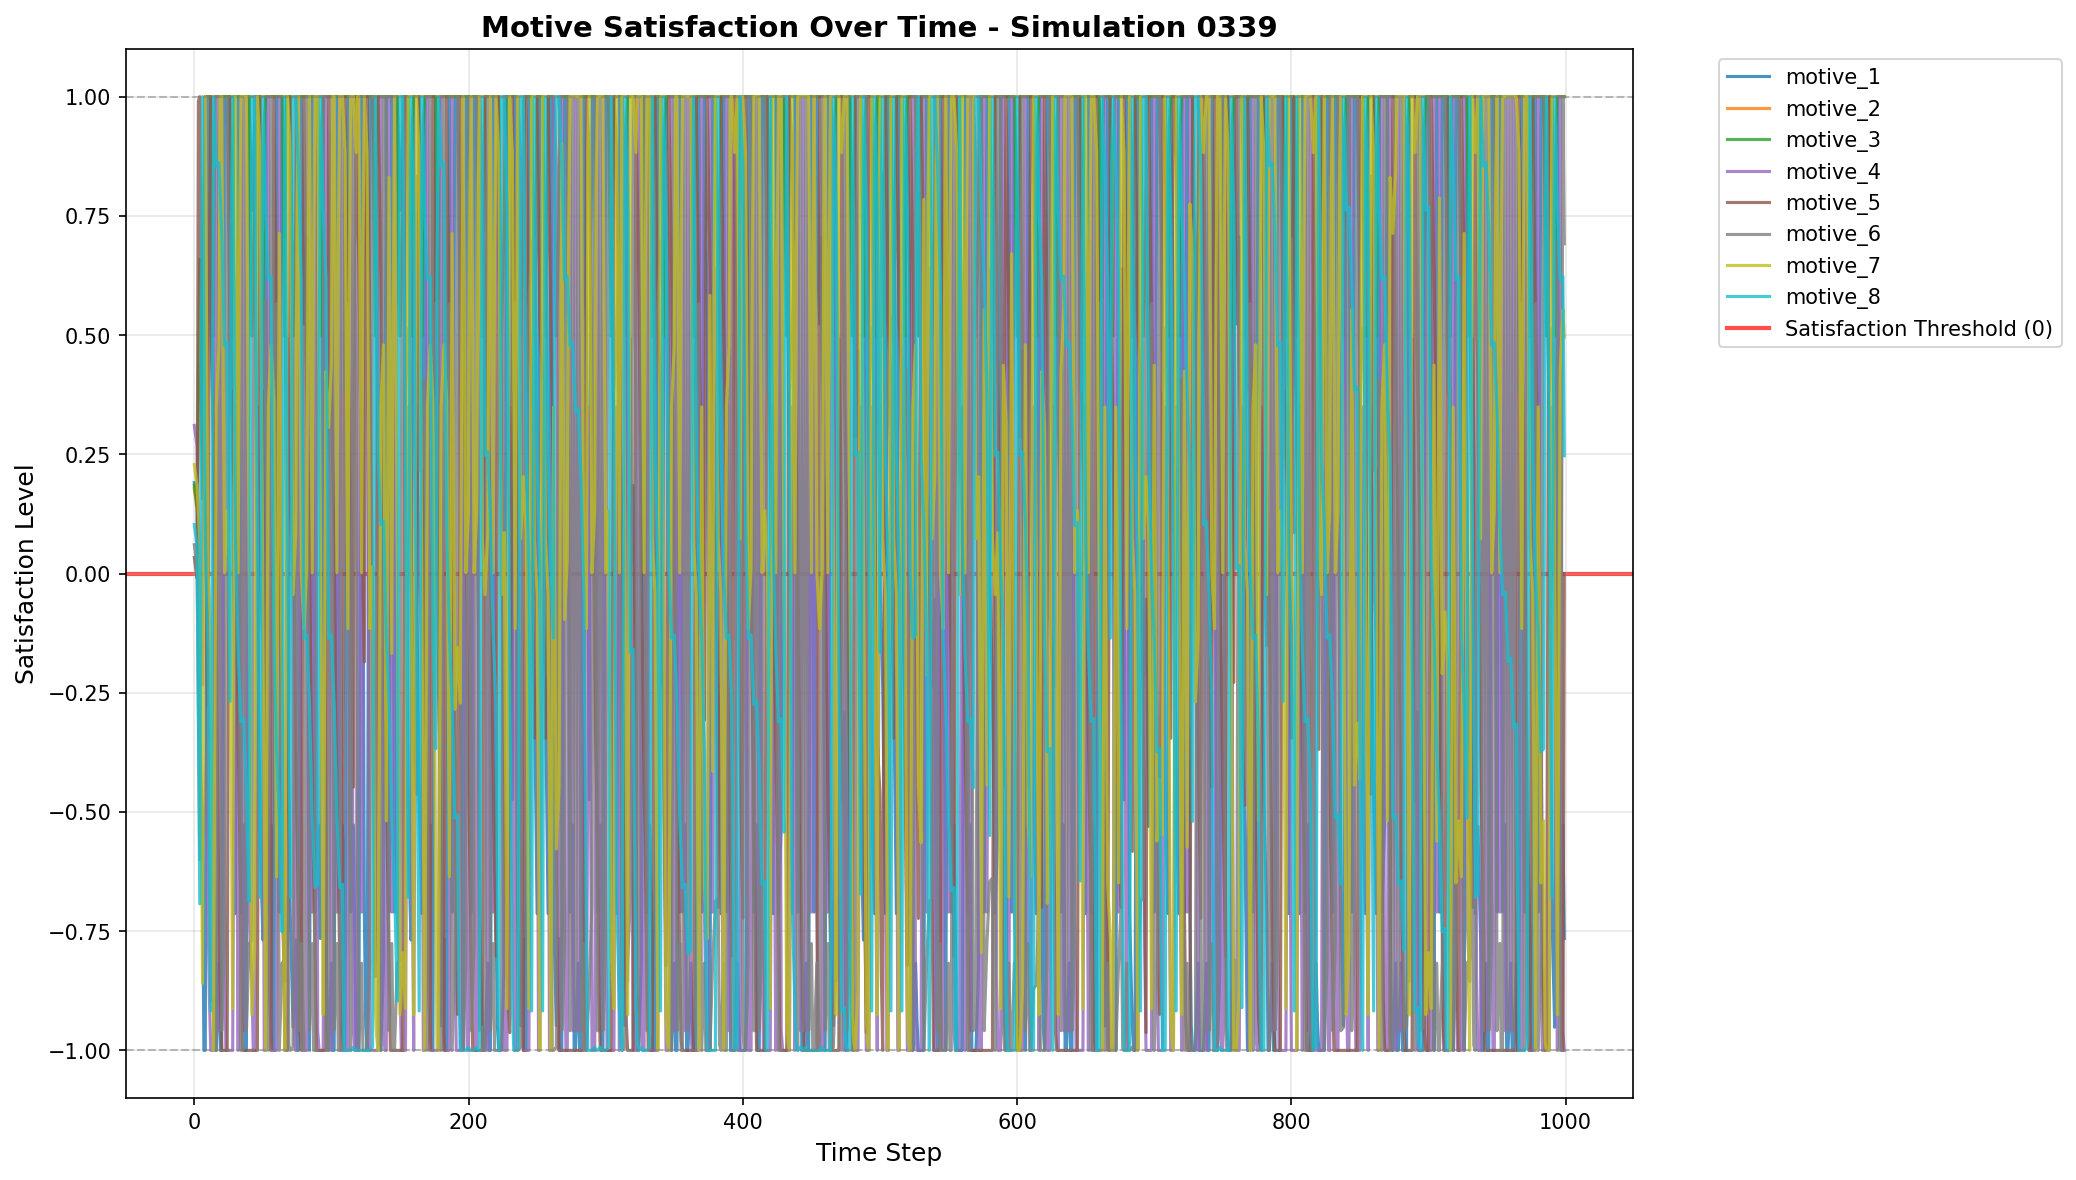 Motive Satisfaction Over Time - Simulation 0339
1.00
0.75
0.50
0.25
0.00
−0.25
−0.50
−0.75
−1.00
Satisfaction Level
0
200
400
600
800
1000
Time Step
motive_1
motive_2
motive_3
motive_4
motive_5
motive_6
motive_7
motive_8
Satisfaction Threshold (0)